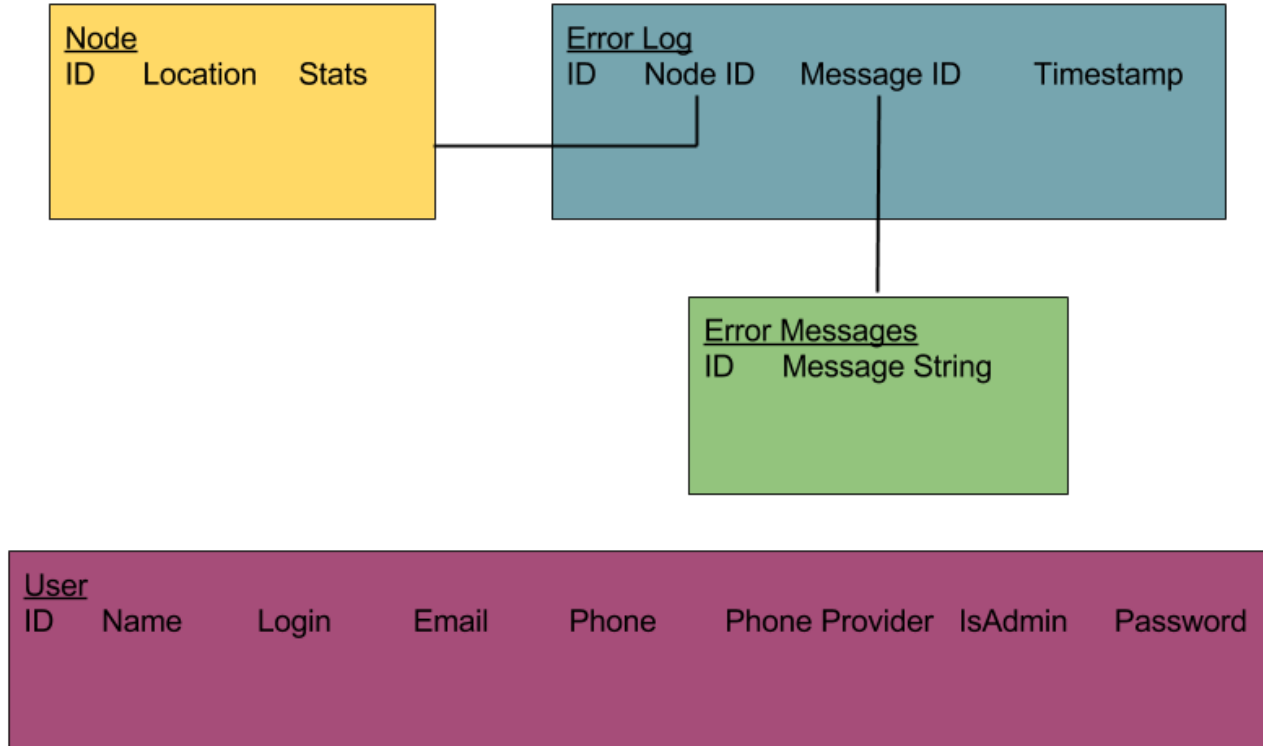 Node
ID Location Stats
Error Log
ID Node ID Message ID Timestamp
Error Messages
ID Message String
User
ID Name Login Email Phone Phone Provider IsAdmin Password